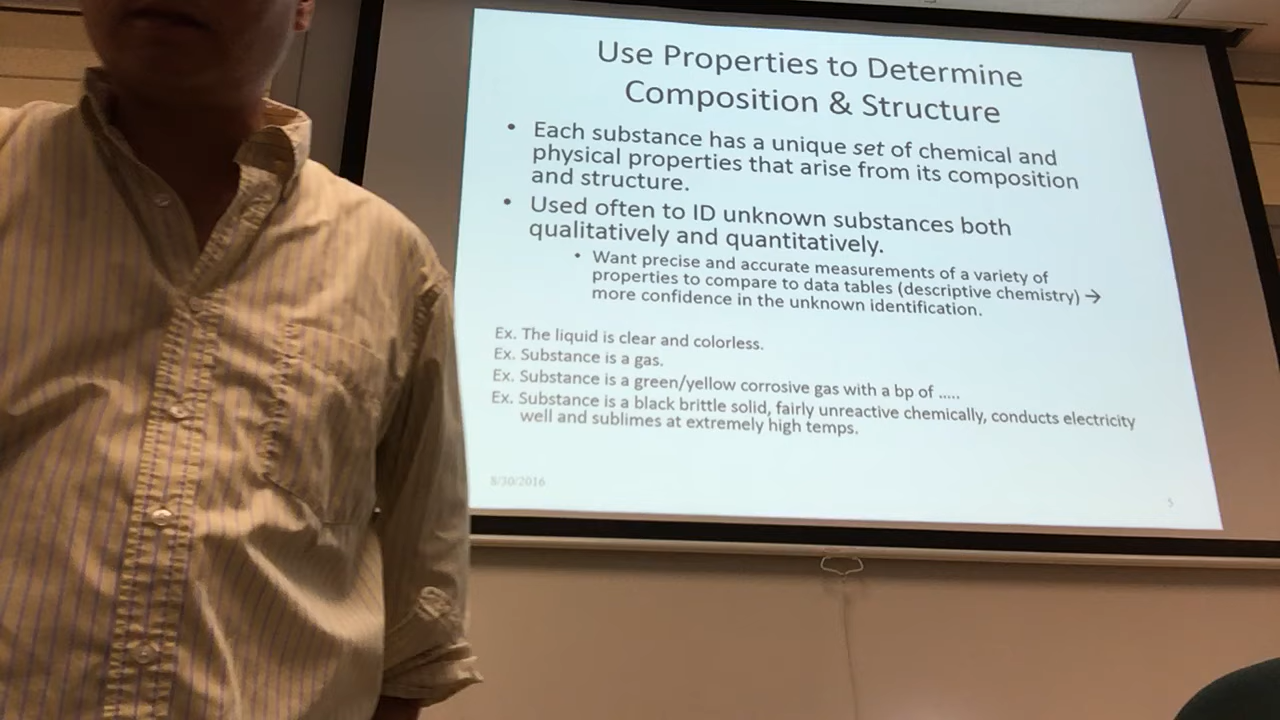 Use Properties to Determine
Composition & Structure
• Each substance has a unique set of chemical and
physical properties that arise from its composition
and structure.
• Used often to ID unknown substances both
qualitatively and quantitatively.
• Want precise and accurate measurements of a variety of
properties to compare to data tables (descriptive chemistry) →
more confidence in the unknown identification.
Ex. The liquid is clear and colorless.
Ex. Substance is a gas.
Ex. Substance is a green/yellow corrosive gas with a bp of .....
Ex. Substance is a black brittle solid, fairly unreactive chemically, conducts electricity
well and sublimes at extremely high temps.
8/30/2016
5